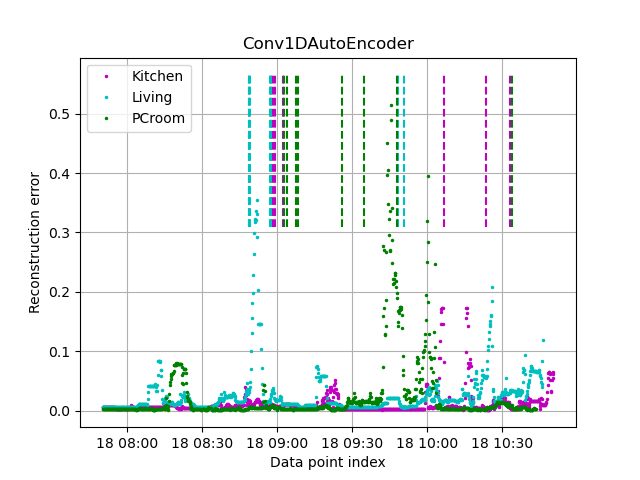 Conv1DAutoEncoder
Kitchen
Living
PCroom
Reconstruction error
0.5
0.4
0.3
0.2
0.1
0.0
18 08:00 18 08:30 18 09:00 18 09:30 18 10:00 18 10:30
Data point index